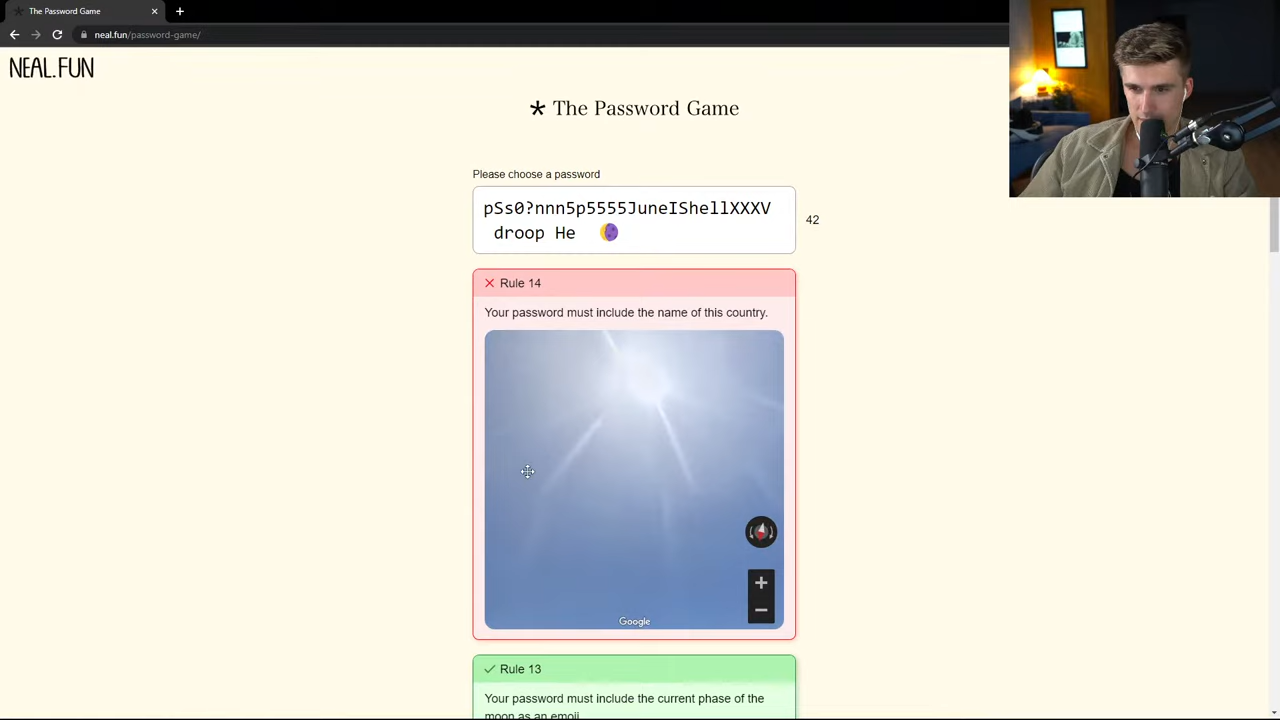 The Password Game
neal.fun/password-game/
NEAL.FUN
* The Password Game
Please choose a password
pSs0?nnn5p5555JuneIShellXXXV
droop He 🌖
42
Rule 14
Your password must include the name of this country.
Google
Rule 13
Your password must include the current phase of the
moon as an emoji